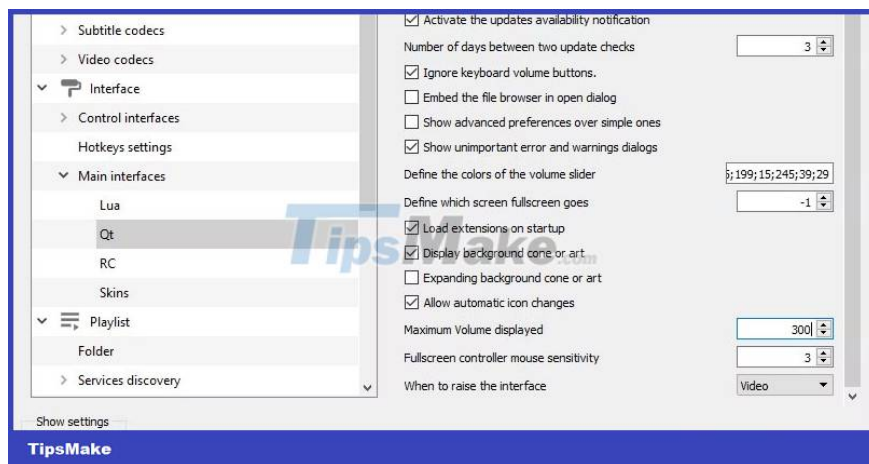 Subtitle codecs
Video codecs
Interface
Control interfaces
Hotkeys settings
Main interfaces
Lua
Qt
RC
Skins
Playlist
Folder
Services discovery
Show settings
Activate the updates availability notification
Number of days between two update checks 3
Ignore keyboard volume buttons.
Embed the file browser in open dialog
Show advanced preferences over simple ones
Show unimportant error and warnings dialogs
Define the colors of the volume slider ;199;15;245;39;29
Define which screen fullscreen goes -1
Load extensions on startup
Display background cone or art
Expanding background cone or art
Allow automatic icon changes
Maximum Volume displayed 300
Fullscreen controller mouse sensitivity 3
When to raise the interface Video
TipsMake.com
TipsMake